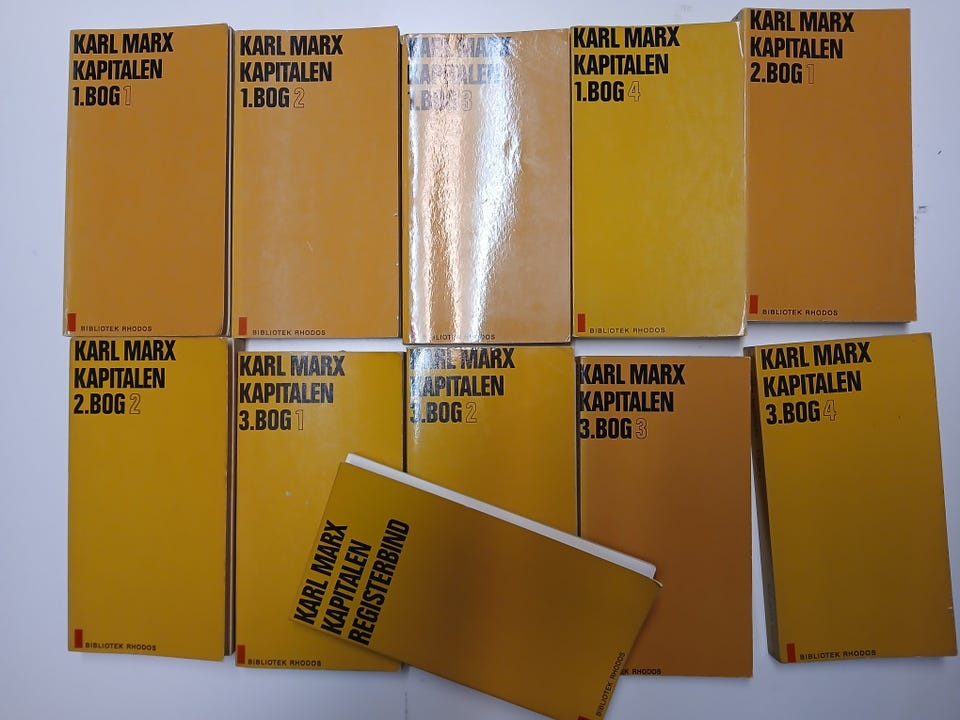 KARL MARX
KAPITALEN
1.BOG 1
BIBLIOTEK RHODOS
KARL MARX
KAPITALEN
1.BOG 2
BIBLIOTEK RHODOS
KARL MARX
KAPITALEN
1.BOG 3
BLIOTEK RHODOS
KARL MARX
KAPITALEN
1.BOG 4
BIBLIOTEK RHODOS
KARL MARX
KAPITALEN
2.BOG 1
BIBLIOTEK RHODOS
KARL MARX
KAPITALEN
2.BOG 2
BIBLIOTEK RHODOS
KARL MARX
KAPITALEN
3.BOG 1
BIBLIOTEK RHODOS
KARL MARX
KAPITALEN
3.BOG 2
KARL MARX
KAPITALEN
3.BOG 3
EK RHODOS
KARL MARX
KAPITALEN
3.BOG 4
BIBLIOTEK RHODOS
KARL MARX
KAPITALEN
REGISTERBIND
BIBLIOTEK RHODOS